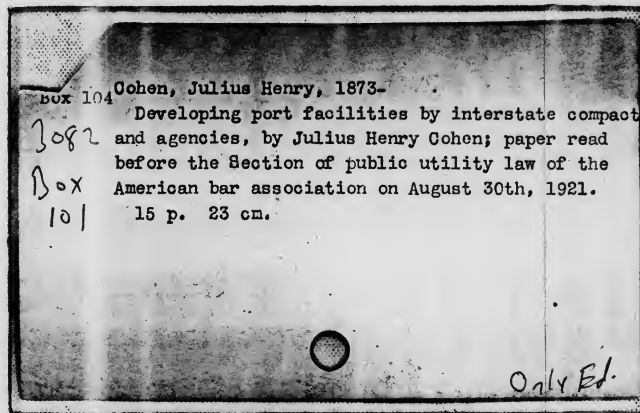 Box 104 Cohen, Julius Henry, 1873-
Developing port facilities by interstate compact
3082 and agencies, by Julius Henry Cohen; paper read
before the Section of public utility law of the
Box American bar association on August 30th, 1921.
101 15 p. 23 cm.
Only Ed.